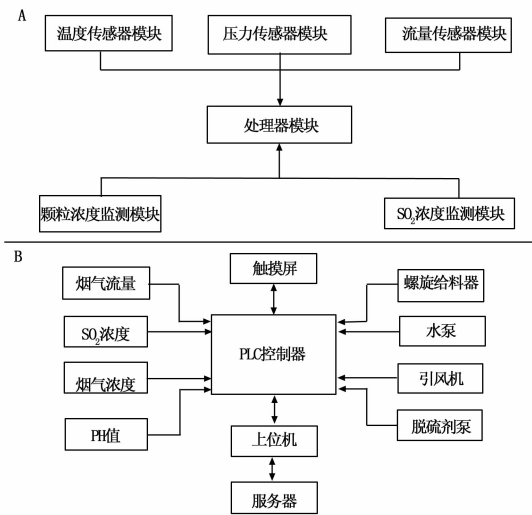 A
温度传感器模块
压力传感器模块
流量传感器模块
处理器模块
颗粒浓度监测模块
SO₂浓度监测模块
B
烟气流量
触摸屏
螺旋给料器
SO₂浓度
PLC控制器
水泵
烟气浓度
引风机
PH值
上位机
脱硫剂泵
服务器